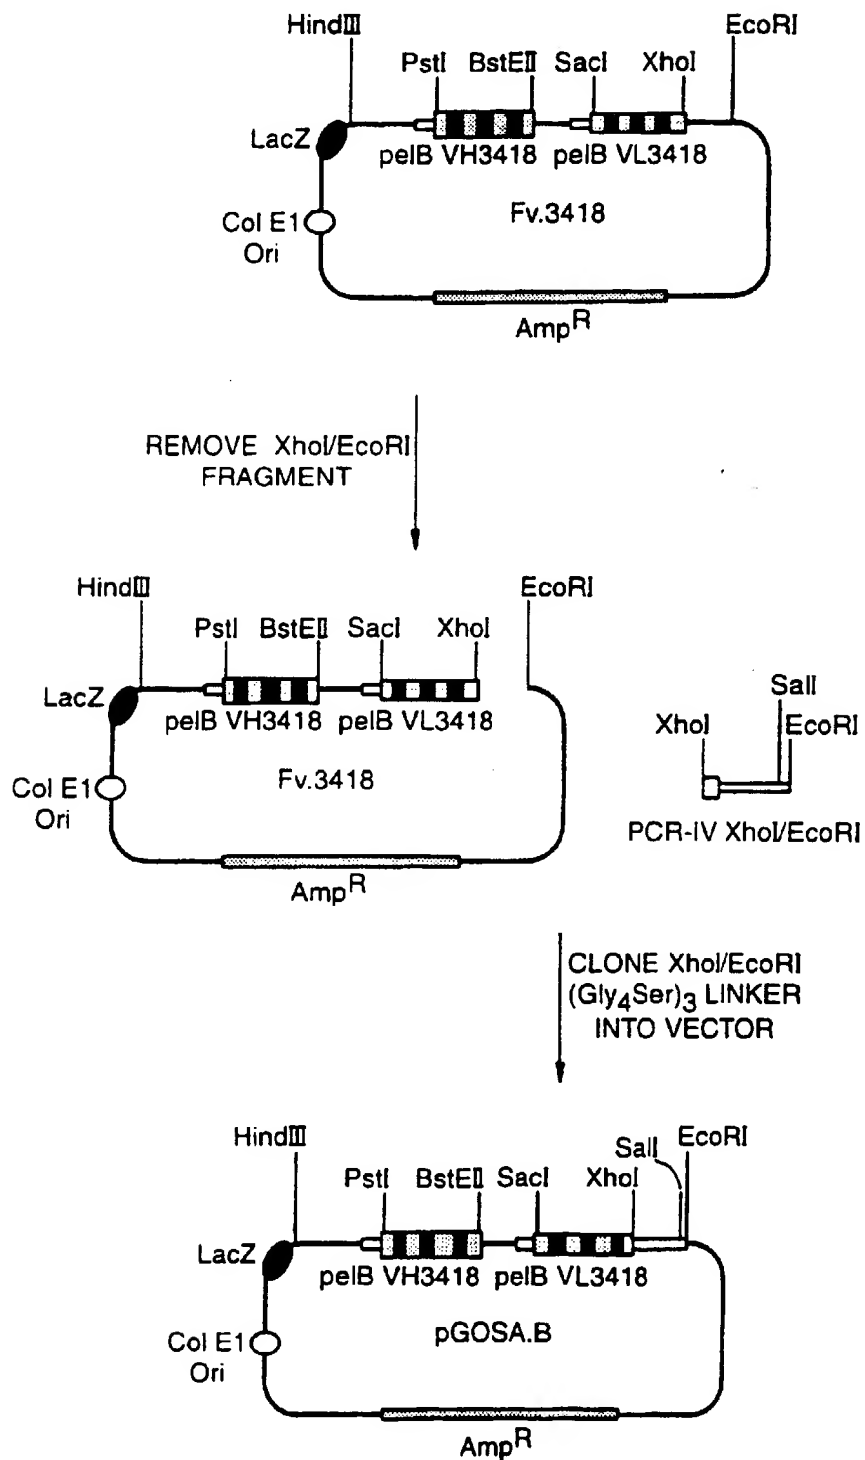 HindIII
EcoRI
PstI BstEII SacI XhoI
LacZ
pelB VH3418 pelB VL3418
Col E1
Ori
Fv.3418
Amp^R
REMOVE XhoI/EcoRI
FRAGMENT
HindIII
EcoRI
PstI BstEII SacI XhoI
LacZ
pelB VH3418 pelB VL3418
Col E1
Ori
Fv.3418
Amp^R
SalI
XhoI
EcoRI
PCR-IV XhoI/EcoRI
CLONE XhoI/EcoRI
(Gly₄Ser)₃ LINKER
INTO VECTOR
HindIII
EcoRI
SalI
PstI BstEII SacI XhoI
LacZ
pelB VH3418 pelB VL3418
Col E1
Ori
pGOSA.B
Amp^R